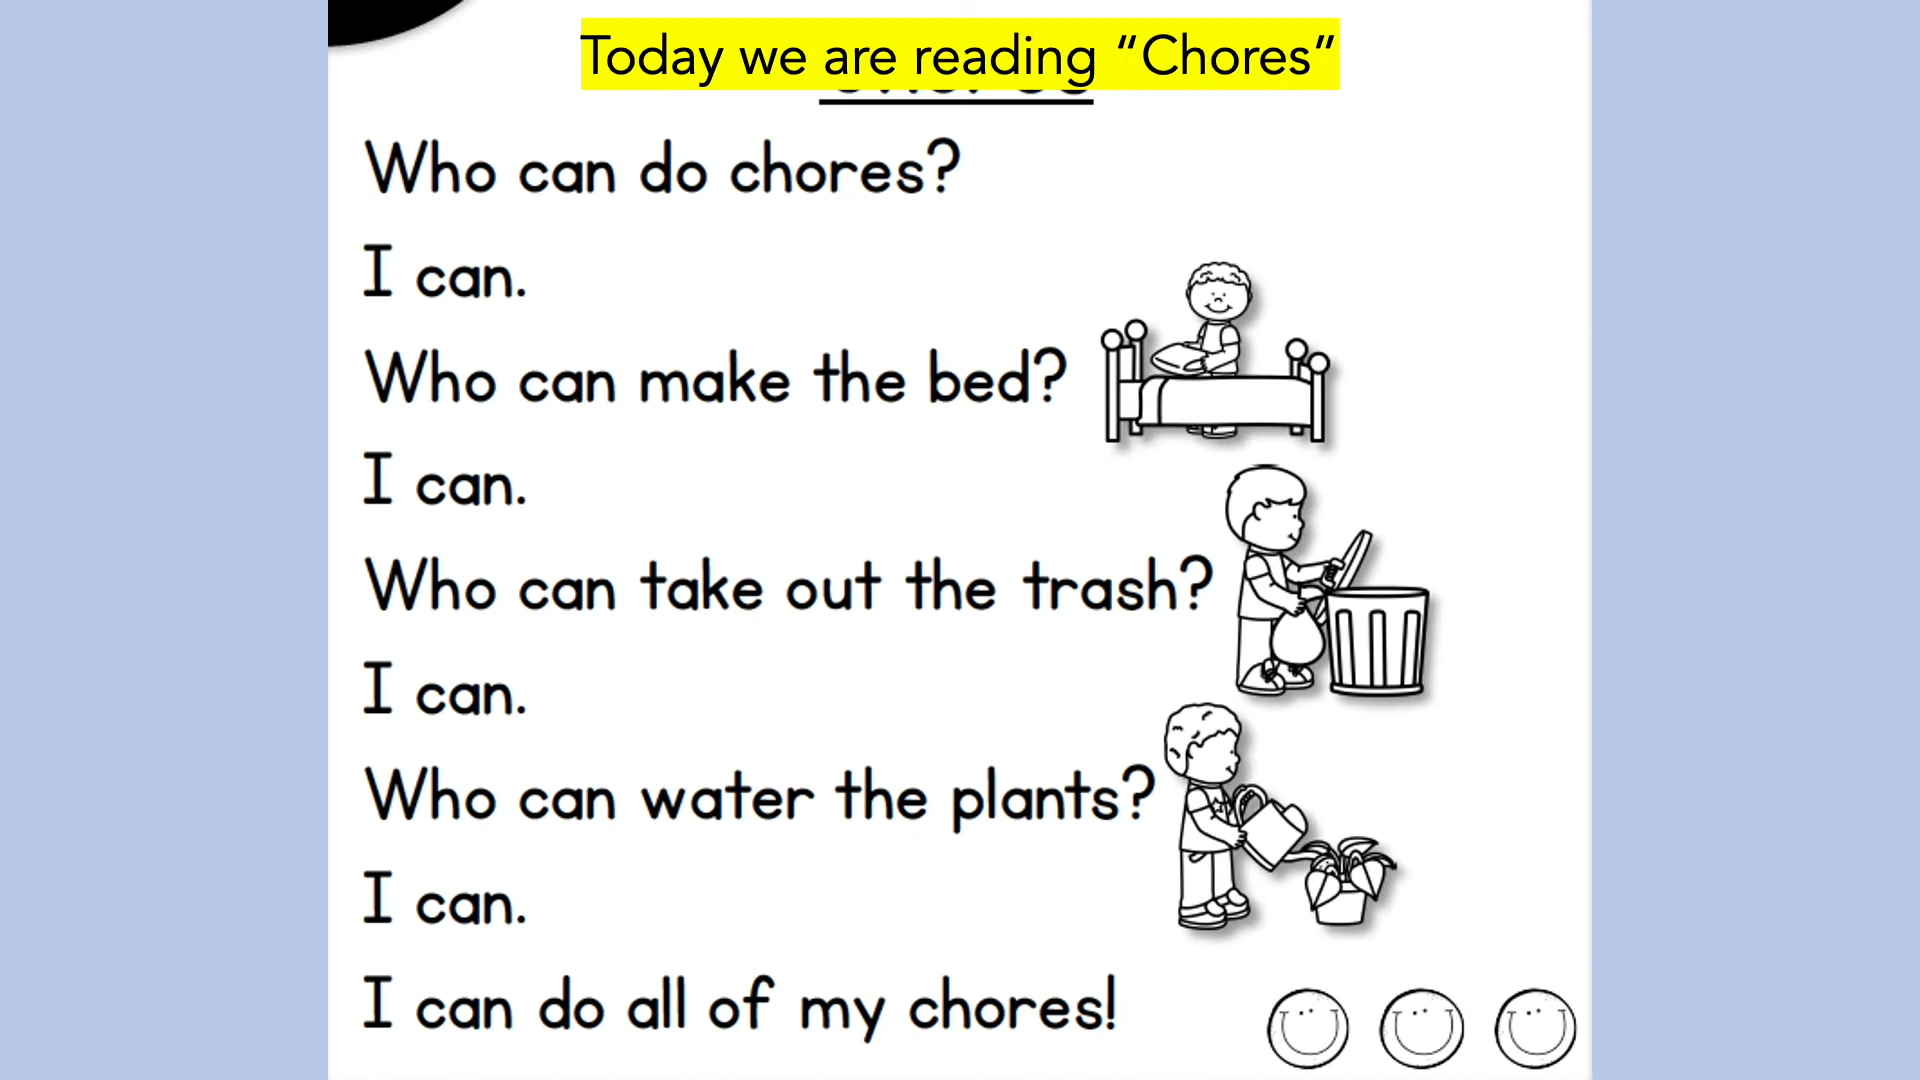 Today we are reading “Chores”
Who can do chores?
I can.
Who can make the bed?
I can.
Who can take out the trash?
I can.
Who can water the plants?
I can.
I can do all of my chores!